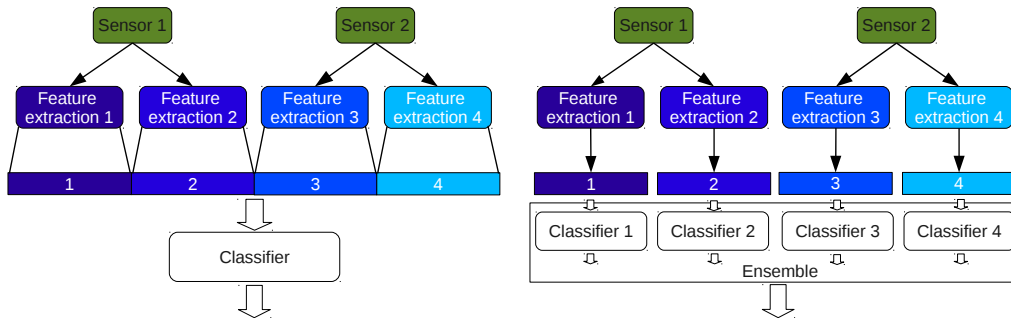 Sensor 1
Sensor 2
Feature
extraction 1
Feature
extraction 2
Feature
extraction 3
Feature
extraction 4
1
2
3
4
Classifier
Sensor 1
Sensor 2
Feature
extraction 1
Feature
extraction 2
Feature
extraction 3
Feature
extraction 4
1
2
3
4
Classifier 1
Classifier 2
Classifier 3
Classifier 4
Ensemble